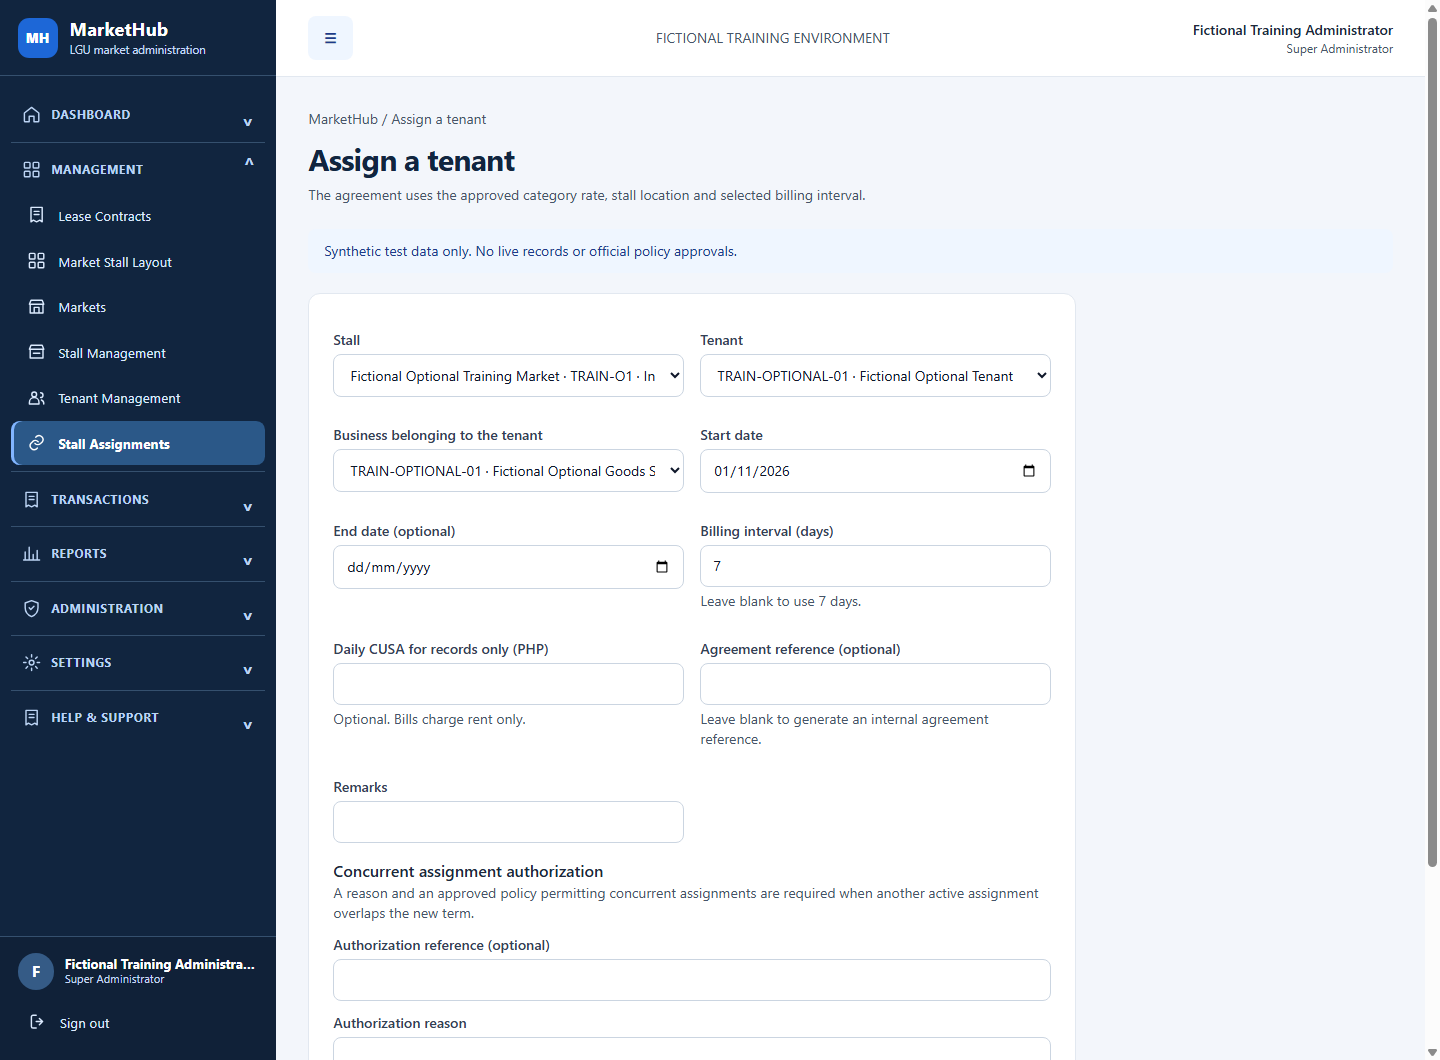 MH
MarketHub
LGU market administration
DASHBOARD
MANAGEMENT
Lease Contracts
Market Stall Layout
Markets
Stall Management
Tenant Management
Stall Assignments
TRANSACTIONS
REPORTS
ADMINISTRATION
SETTINGS
HELP & SUPPORT
F
Fictional Training Administra...
Super Administrator
Sign out
FICTIONAL TRAINING ENVIRONMENT
Fictional Training Administrator
Super Administrator
MarketHub / Assign a tenant
Assign a tenant
The agreement uses the approved category rate, stall location and selected billing interval.
Synthetic test data only. No live records or official policy approvals.
Stall
Fictional Optional Training Market · TRAIN-O1 · In
Tenant
TRAIN-OPTIONAL-01 · Fictional Optional Tenant
Business belonging to the tenant
TRAIN-OPTIONAL-01 · Fictional Optional Goods S
Start date
01/11/2026
End date (optional)
dd/mm/yyyy
Billing interval (days)
7
Leave blank to use 7 days.
Daily CUSA for records only (PHP)
Optional. Bills charge rent only.
Agreement reference (optional)
Leave blank to generate an internal agreement
reference.
Remarks
Concurrent assignment authorization
A reason and an approved policy permitting concurrent assignments are required when another active assignment
overlaps the new term.
Authorization reference (optional)
Authorization reason